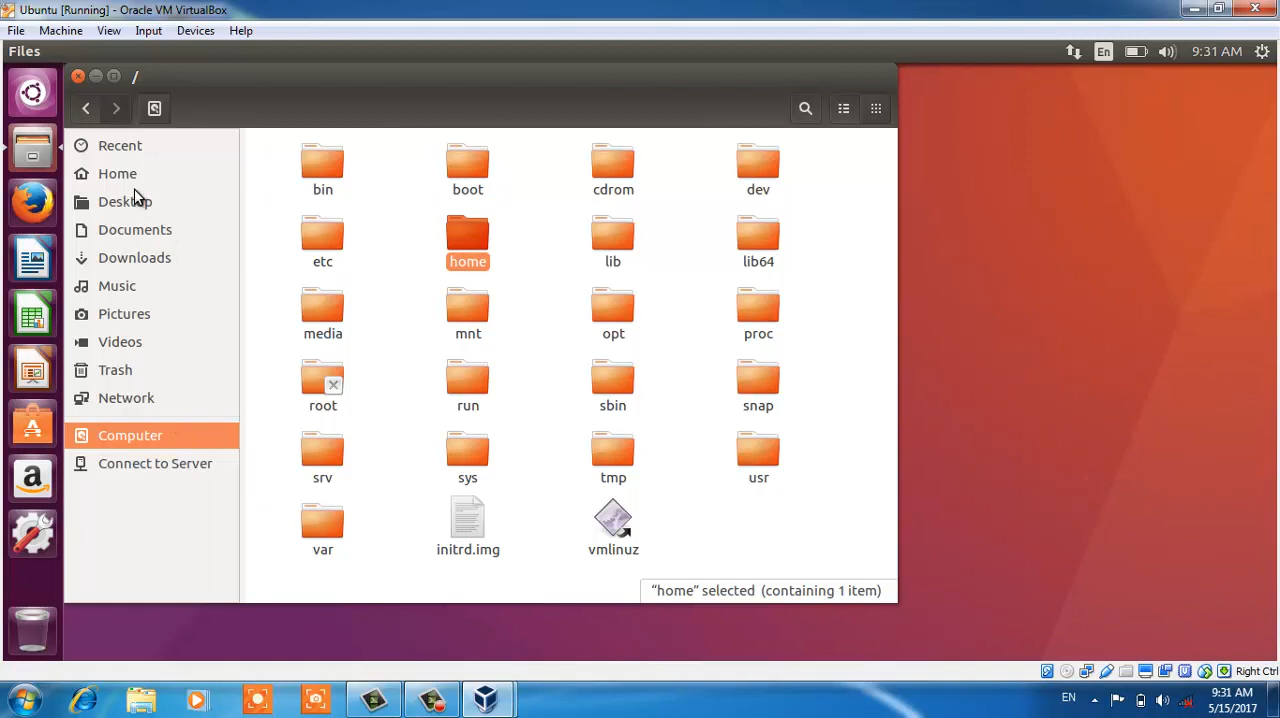 Ubuntu [Running] - Oracle VM VirtualBox
File Machine View Input Devices Help
Files
En
9:31 AM
/
Recent
Home
Desktop
Documents
Downloads
Music
Pictures
Videos
Trash
Network
Computer
Connect to Server
bin boot cdrom dev
etc home lib lib64
media mnt opt proc
root run sbin snap
srv sys tmp usr
var initrd.img vmlinuz
“home” selected (containing 1 item)
Right Ctrl
EN
9:31 AM
5/15/2017